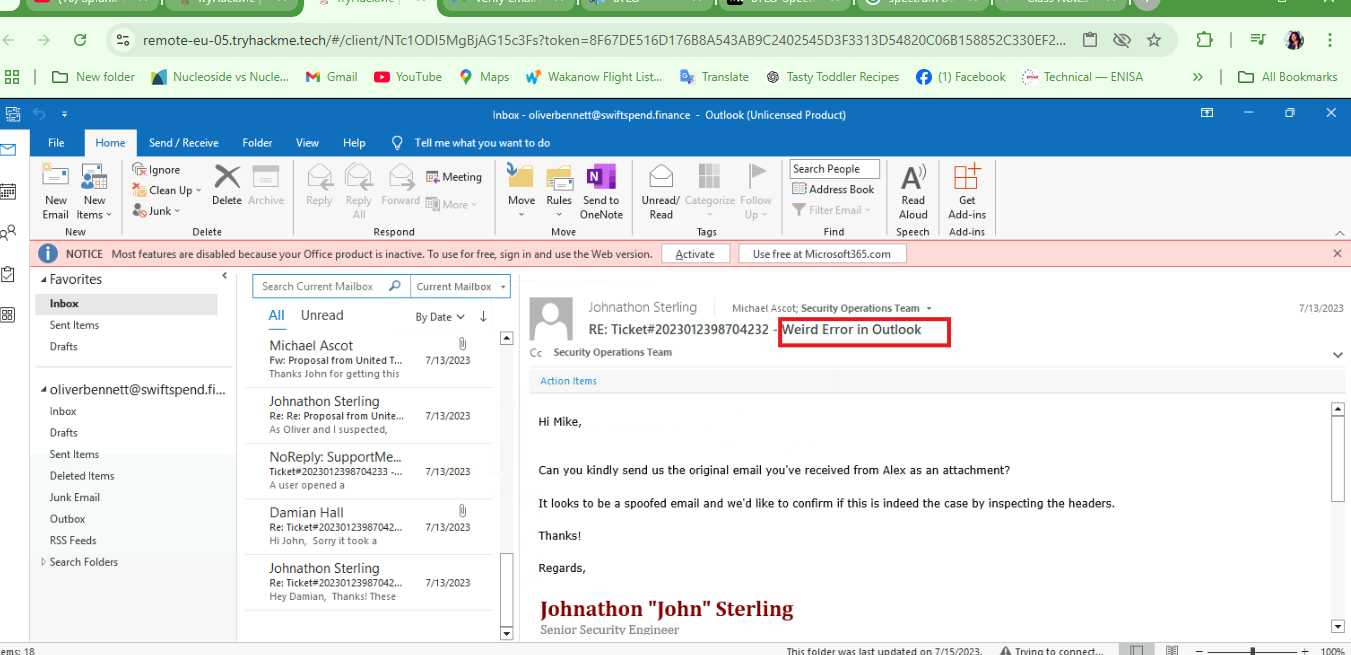 remote-eu-05.tryhackme.tech/#/client/NTc1ODI5MgBjAG15c3Fs?token=8F67DE516D176B8A543AB9C2402545D3F3313D54820C06B158852C330EF2...
New folder Nucleoside vs Nucle... Gmail YouTube Maps Wakanow Flight List... Translate Tasty Toddler Recipes (1) Facebook Technical — ENISA » All Bookmarks
Inbox - oliverbennett@swiftspend.finance - Outlook (Unlicensed Product)
File Home Send / Receive Folder View Help Tell me what you want to do
New Email
New Items
Ignore
Clean Up
Junk
Delete
Archive
Reply
Reply All
Forward
Meeting
More
Move
Rules
Send to OneNote
Unread/ Read
Categorize
Follow Up
Search People
Address Book
Filter Email
Read Aloud
Get Add-ins
New Delete Respond Move Tags Find Speech Add-ins
NOTICE Most features are disabled because your Office product is inactive. To use for free, sign in and use the Web version. Activate Use free at Microsoft365.com
Favorites
Inbox
Sent Items
Drafts
oliverbennett@swiftspend.fi...
Inbox
Drafts
Sent Items
Deleted Items
Junk Email
Outbox
RSS Feeds
Search Folders
Search Current Mailbox Current Mailbox
All Unread By Date
Michael Ascot
Fw: Proposal from United T... 7/13/2023
Thanks John for getting this
Johnathon Sterling
Re: Re: Proposal from Unite... 7/13/2023
As Oliver and I suspected,
NoReply: SupportMe...
Ticket#2023012398704233 -... 7/13/2023
A user opened a
Damian Hall
Re: Ticket#20230123987042... 7/13/2023
Hi John, Sorry it took a
Johnathon Sterling
Re: Ticket#20230123987042... 7/13/2023
Hey Damian, Thanks! These
Johnathon Sterling Michael Ascot; Security Operations Team 7/13/2023
RE: Ticket#2023012398704232 - Weird Error in Outlook
Cc Security Operations Team
Action Items
Hi Mike,
Can you kindly send us the original email you've received from Alex as an attachment?
It looks to be a spoofed email and we'd like to confirm if this is indeed the case by inspecting the headers.
Thanks!
Regards,
Johnathon "John" Sterling
Senior Security Engineer
ems: 18 This folder was last updated on 7/15/2023. Trying to connect... 100%